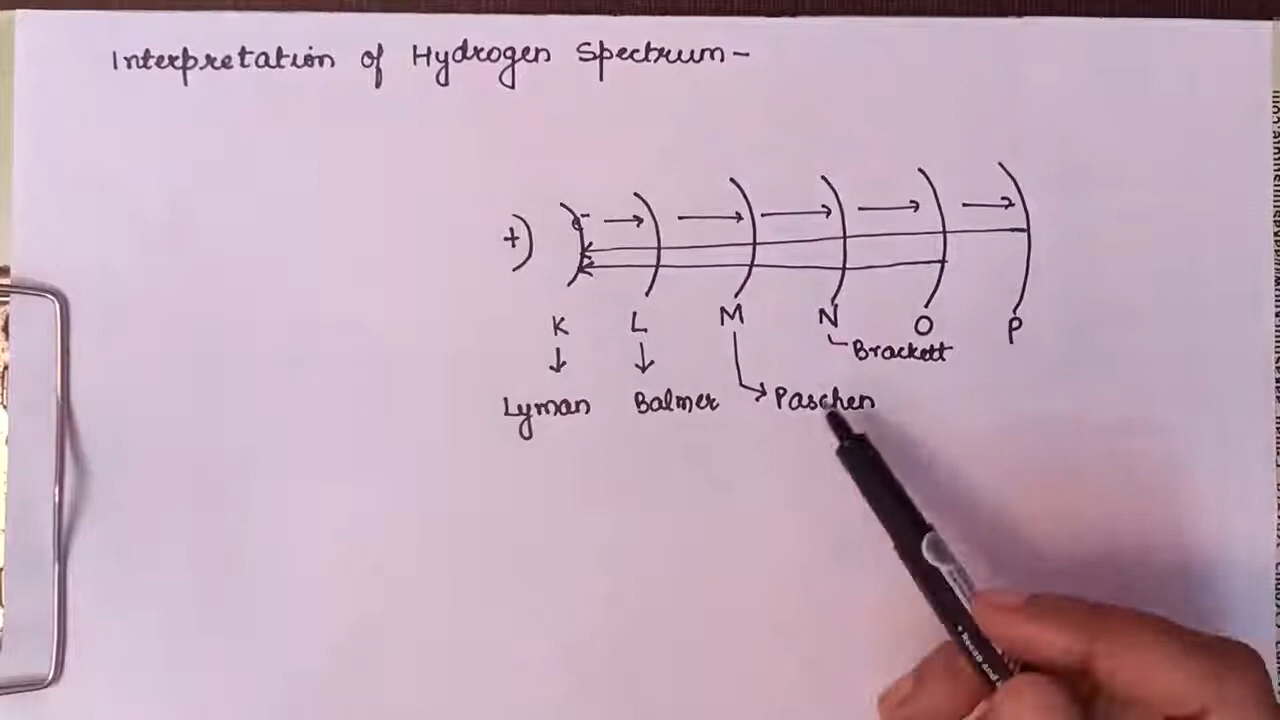 Interpretation of Hydrogen Spectrum-
+
-
K L M N O P
Brackett
Lyman Balmer Paschen